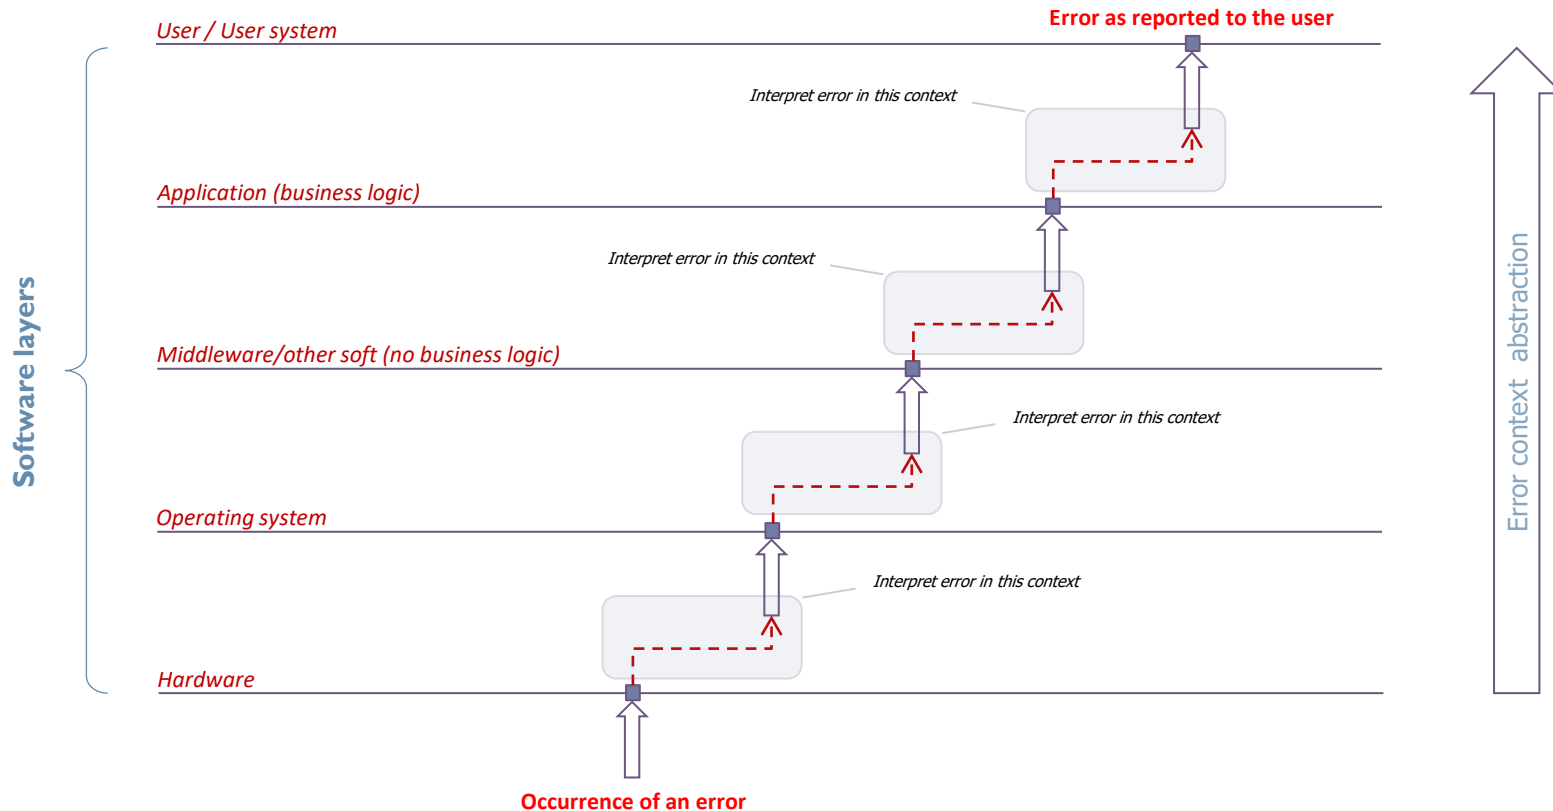 Error as reported to the user
User / User system
Interpret error in this context
Application (business logic)
Interpret error in this context
Middleware/other soft (no business logic)
Interpret error in this context
Operating system
Interpret error in this context
Hardware
Occurrence of an error
Software layers
Error context abstraction